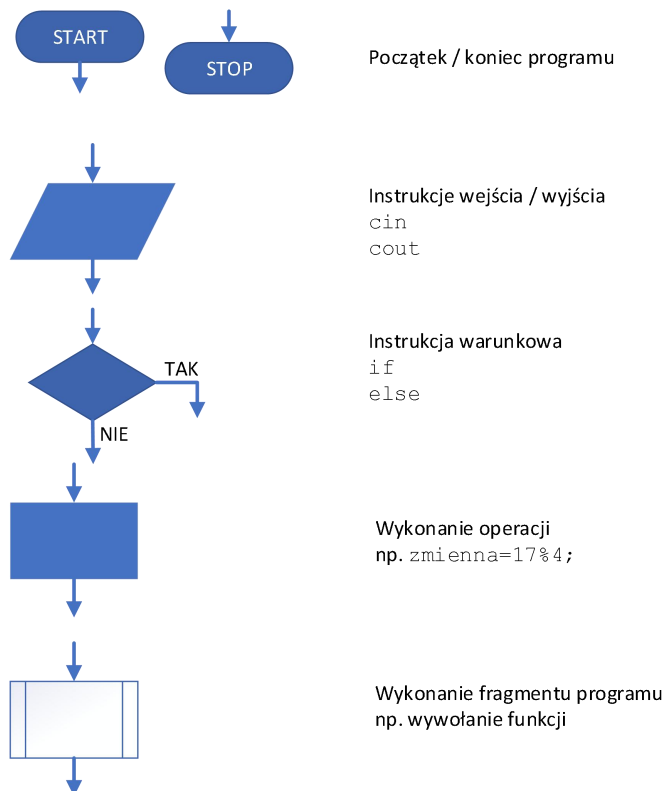 START
STOP
Początek / koniec programu
Instrukcje wejścia / wyjścia
cin
cout
Instrukcja warunkowa
if
else
TAK
NIE
Wykonanie operacji
np. zmienna=17%4;
Wykonanie fragmentu programu
np. wywołanie funkcji